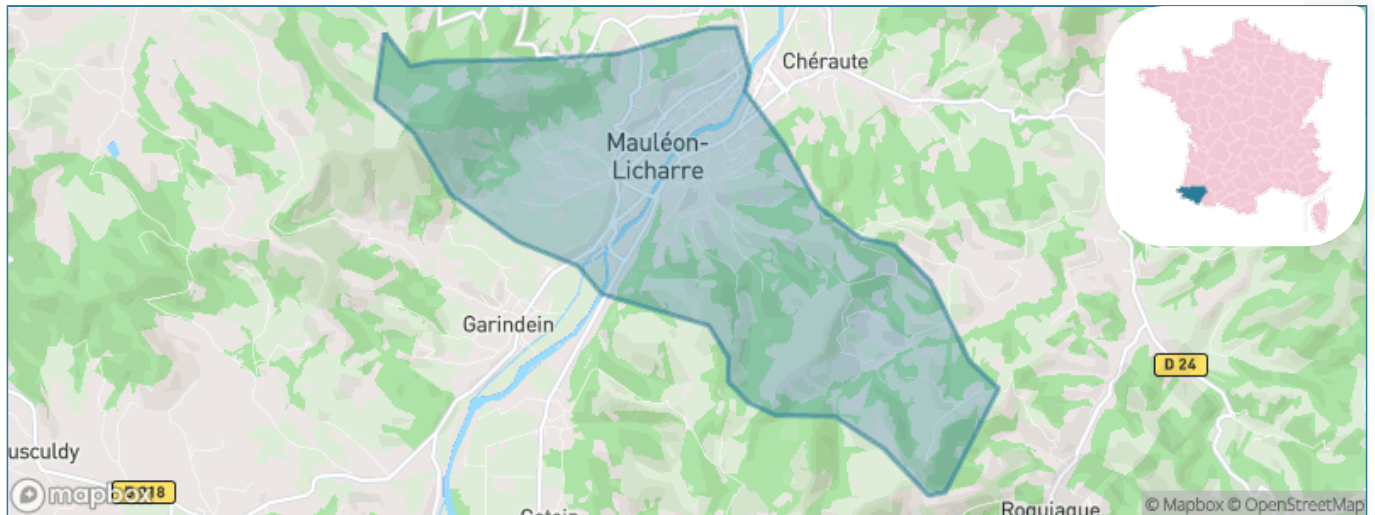 Chéraute
Mauléon-
Licharre
Garindein
D 24
usculdy
mapbox
918
Roquiague
© Mapbox © OpenStreetMap